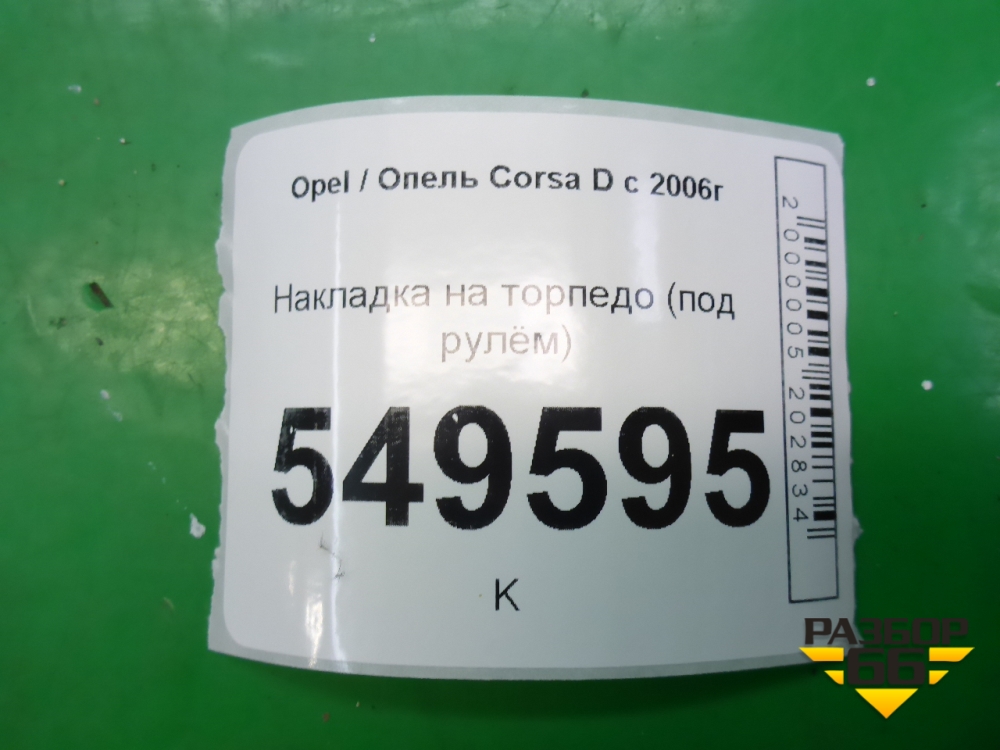 Opel / Опель Corsa D с 2006г
Накладка на торпедо (под
рулём)
549595
К
2000005202834
РАЗБОР
66